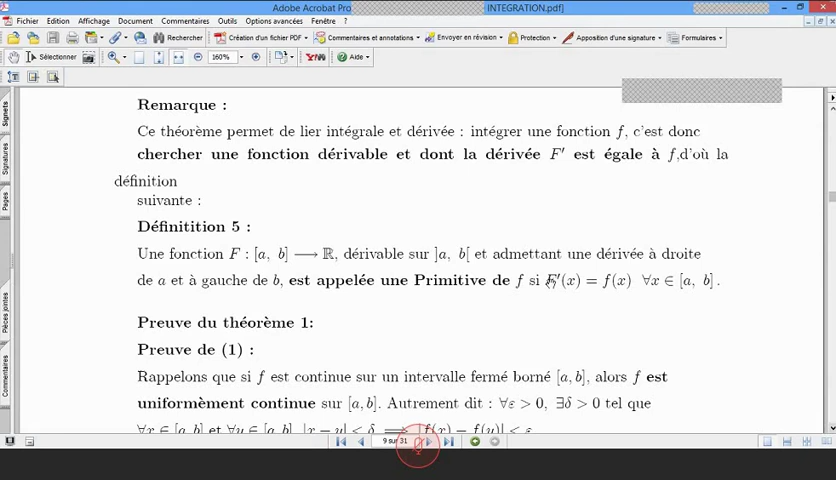 Adobe Acrobat Pro
INTEGRATION.pdf]
Fichier Edition Affichage Document Commentaires Outils Options avancées Fenêtre ?
Rechercher Création d'un fichier PDF Commentaires et annotations Envoi en révision Protection Apposition d'une signature Formulaires
Sélectionner 160% Y! Aide
Signets
Signatures
Pages
Pièces jointes
Commentaires
Remarque :
Ce théorème permet de lier intégrale et dérivée : intégrer une fonction f, c'est donc
chercher une fonction dérivable et dont la dérivée F′ est égale à f,d'où la
définition
suivante :
Définitition 5 :
Une fonction F : [a, b] ⟶ ℝ, dérivable sur ]a, b[ et admettant une dérivée à droite
de a et à gauche de b, est appelée une Primitive de f si F′(x) = f(x) ∀x ∈ [a, b] .
Preuve du théorème 1:
Preuve de (1) :
Rappelons que si f est continue sur un intervalle fermé borné [a, b], alors f est
uniformèment continue sur [a, b]. Autrement dit : ∀ε > 0, ∃δ > 0 tel que
∀x ∈ [a, b] et ∀y ∈ [a, b], |x − y| < δ ⟹ |f(x) − f(y)| < ε
9 sur 31